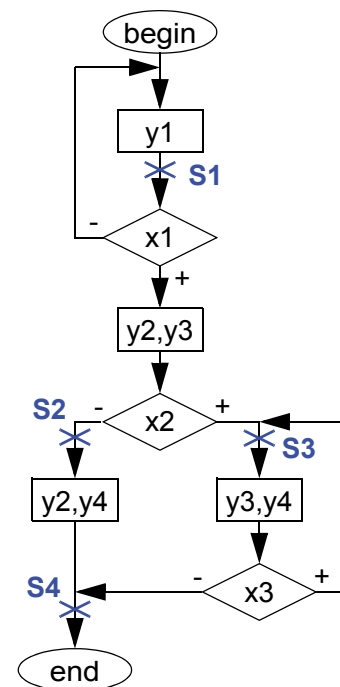 begin
y1
S1
-
x1
+
y2,y3
S2
-
x2
+
S3
y2,y4
y3,y4
S4
-
x3
+
end